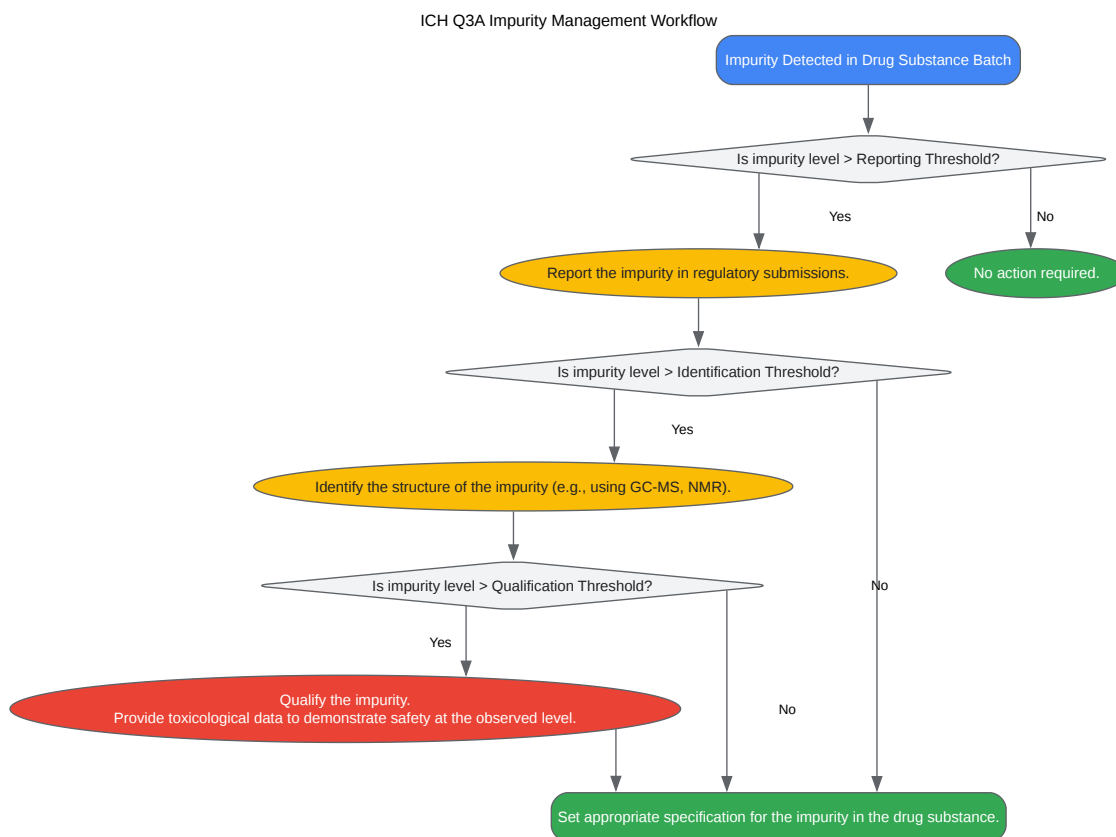 ICH Q3A Impurity Management Workflow
Impurity Detected in Drug Substance Batch
Is impurity level > Reporting Threshold?
Yes
No
Report the impurity in regulatory submissions.
No action required.
Is impurity level > Identification Threshold?
Yes
Identify the structure of the impurity (e.g., using GC-MS, NMR).
Is impurity level > Qualification Threshold?
No
Yes
Qualify the impurity.
Provide toxicological data to demonstrate safety at the observed level.
No
Set appropriate specification for the impurity in the drug substance.